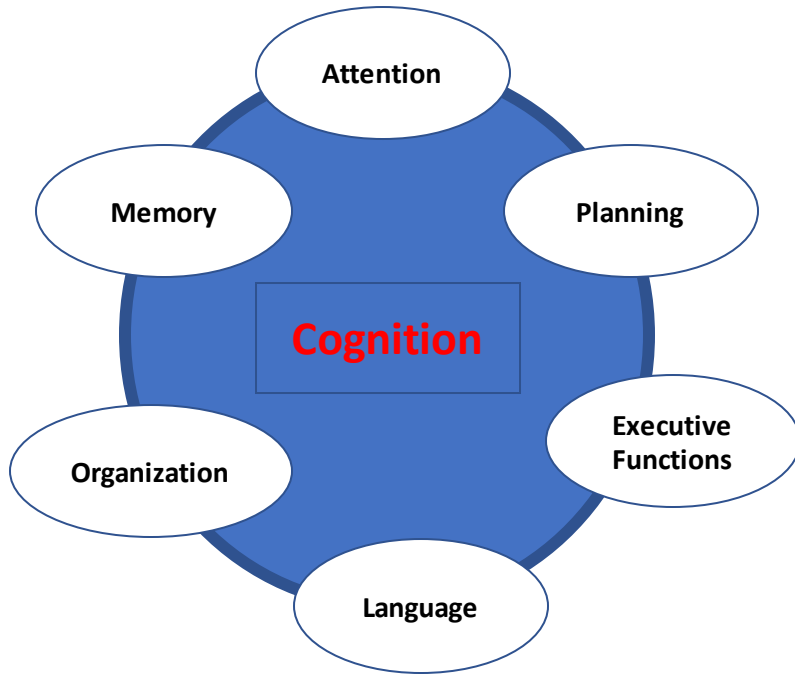 Attention
Memory
Planning
Cognition
Executive
Functions
Organization
Language